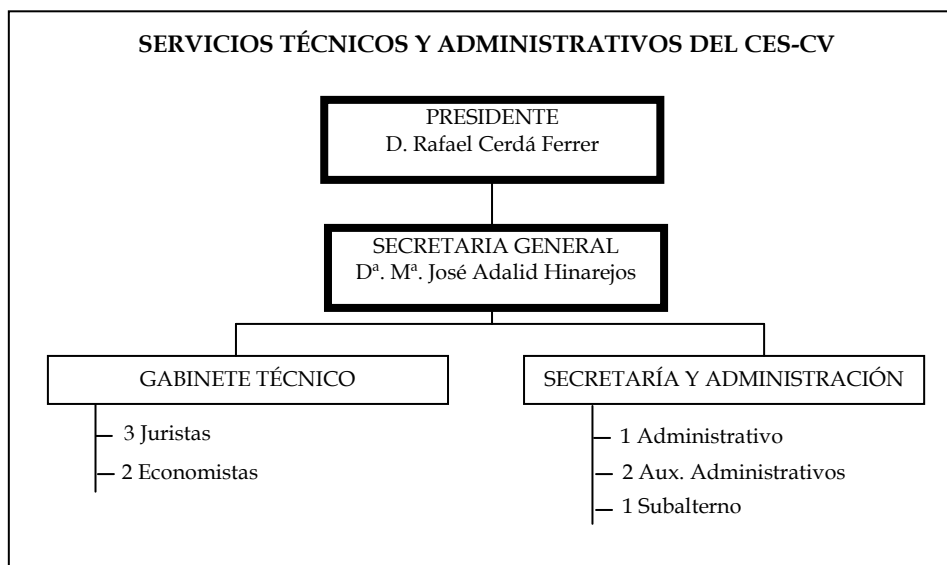 SERVICIOS TÉCNICOS Y ADMINISTRATIVOS DEL CES-CV
PRESIDENTE
D. Rafael Cerdá Ferrer
SECRETARIA GENERAL
Dª. Mª. José Adalid Hinarejos
GABINETE TÉCNICO
3 Juristas
2 Economistas
SECRETARÍA Y ADMINISTRACIÓN
1 Administrativo
2 Aux. Administrativos
1 Subalterno